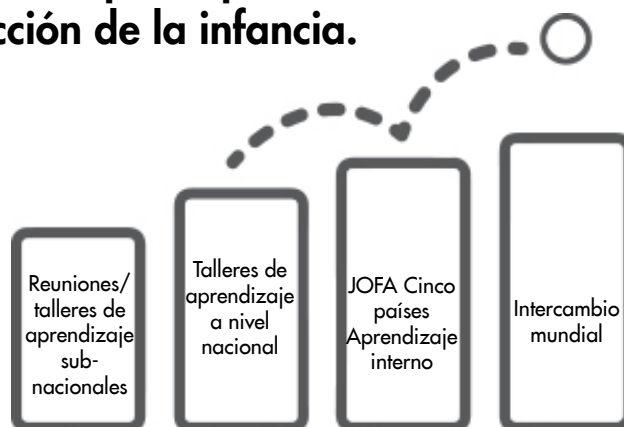 cción de la infancia.
Reuniones/
talleres de
aprendizaje
sub-
nacionales
Talleres de
aprendizaje
a nivel
nacional
JOFA Cinco
países
Aprendizaje
interno
Intercambio
mundial